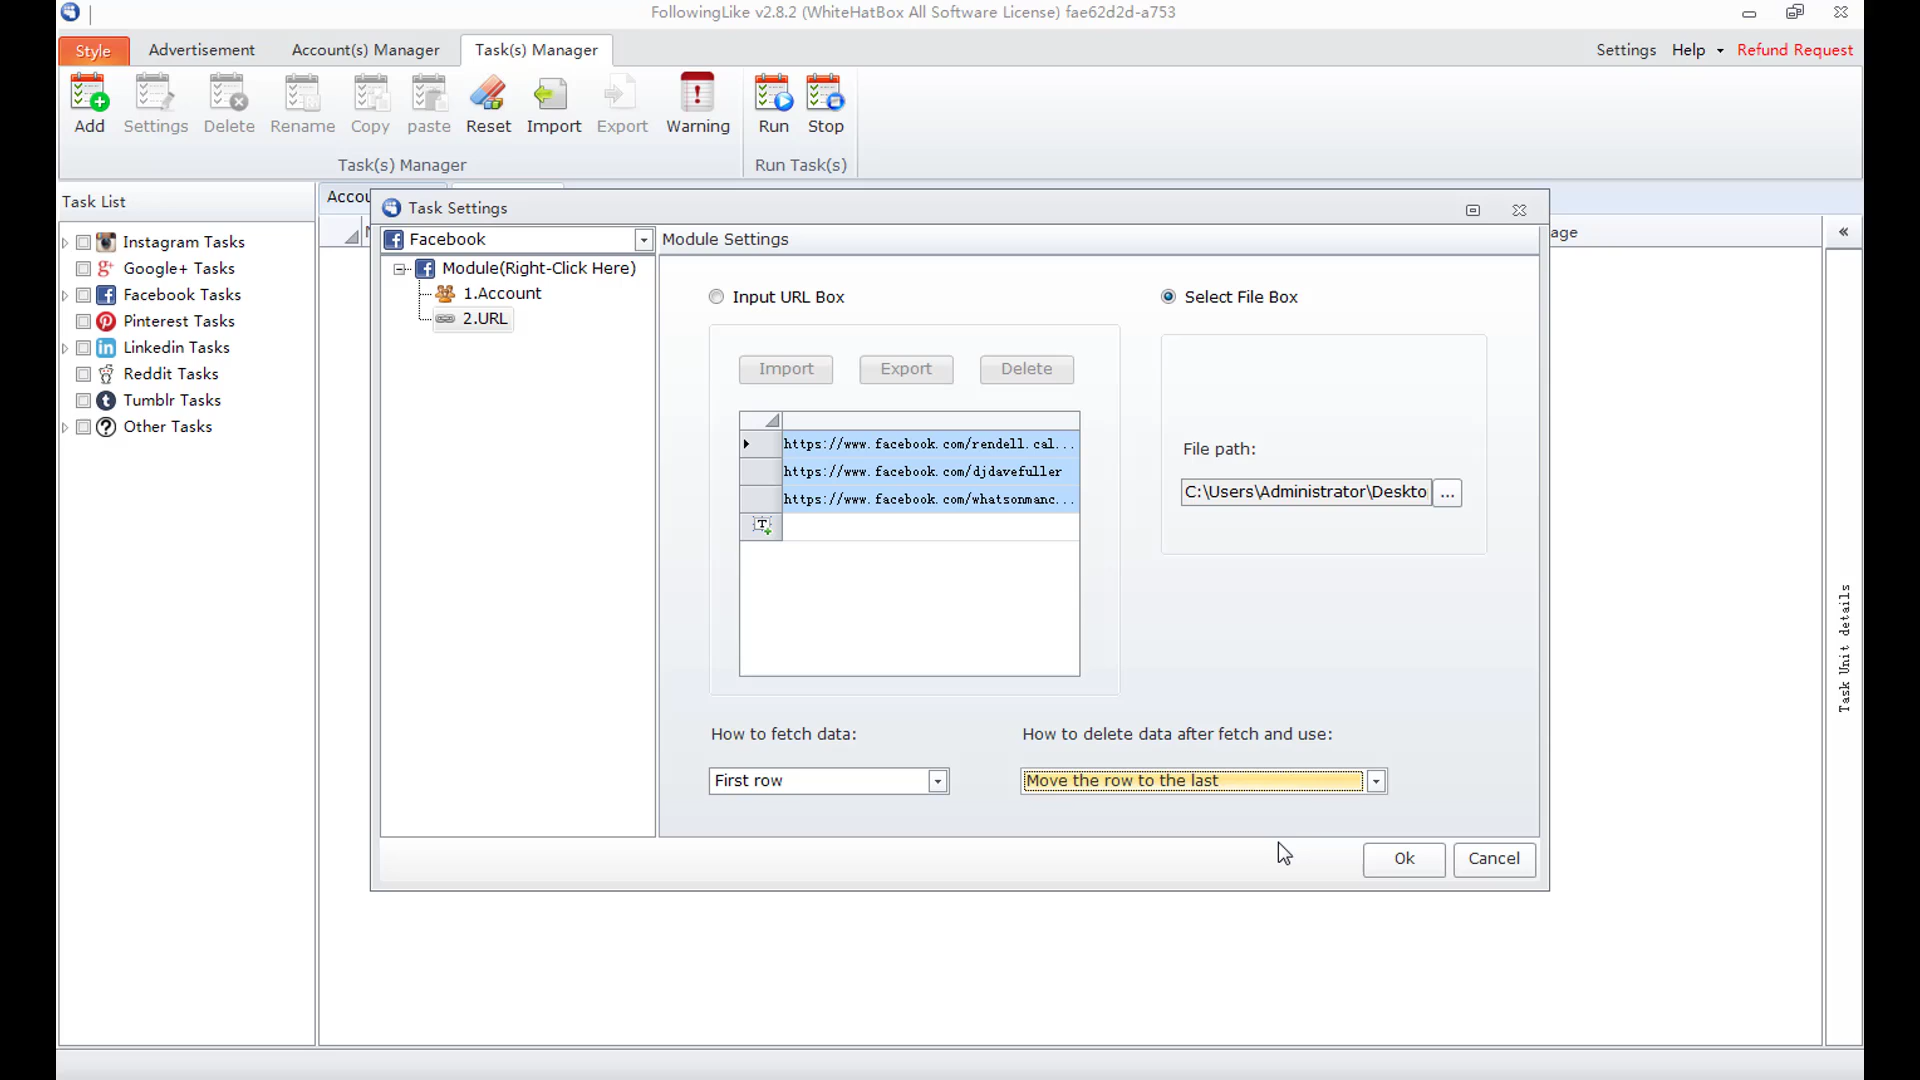 FollowingLike v2.8.2 (WhiteHatBox All Software License) fae62d2d-a753
Style
Advertisement
Account(s) Manager
Task(s) Manager
Settings
Help
Refund Request
Add
Settings
Delete
Rename
Copy
paste
Reset
Import
Export
Warning
Run
Stop
Task(s) Manager
Run Task(s)
Task List
Accou
age
Instagram Tasks
Google+ Tasks
Facebook Tasks
Pinterest Tasks
Linkedin Tasks
Reddit Tasks
Tumblr Tasks
Other Tasks
Task Settings
Facebook
Module(Right-Click Here)
1.Account
2.URL
Module Settings
Input URL Box
Select File Box
Import
Export
Delete
https://www.facebook.com/rendell.cal...
https://www.facebook.com/djdavefuller
https://www.facebook.com/whatsonmanc...
File path:
C:\Users\Administrator\Deskto
...
How to fetch data:
How to delete data after fetch and use:
First row
Move the row to the last
Ok
Cancel
Task Unit details